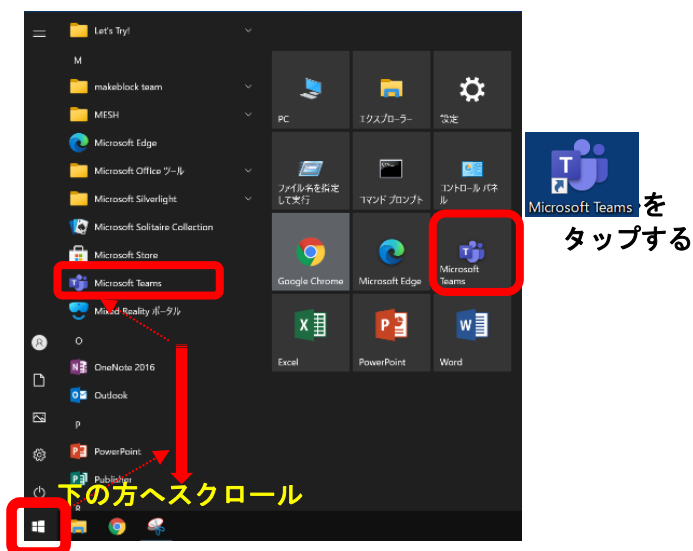 Let's Try!
M
makeblock team
MESH
Microsoft Edge
Microsoft Office ツール
Microsoft Silverlight
Microsoft Solitaire Collection
Microsoft Store
Microsoft Teams
Mixed Reality ポータル
O
OneNote 2016
Outlook
P
PowerPoint
Publisher
R
下の方へスクロール
PC
エクスプローラー
設定
ファイル名を指定
して実行
コマンド プロンプト
コントロール パネ
ル
Google Chrome
Microsoft Edge
Microsoft
Teams
Excel
PowerPoint
Word
Microsoft Teams
を
タップする